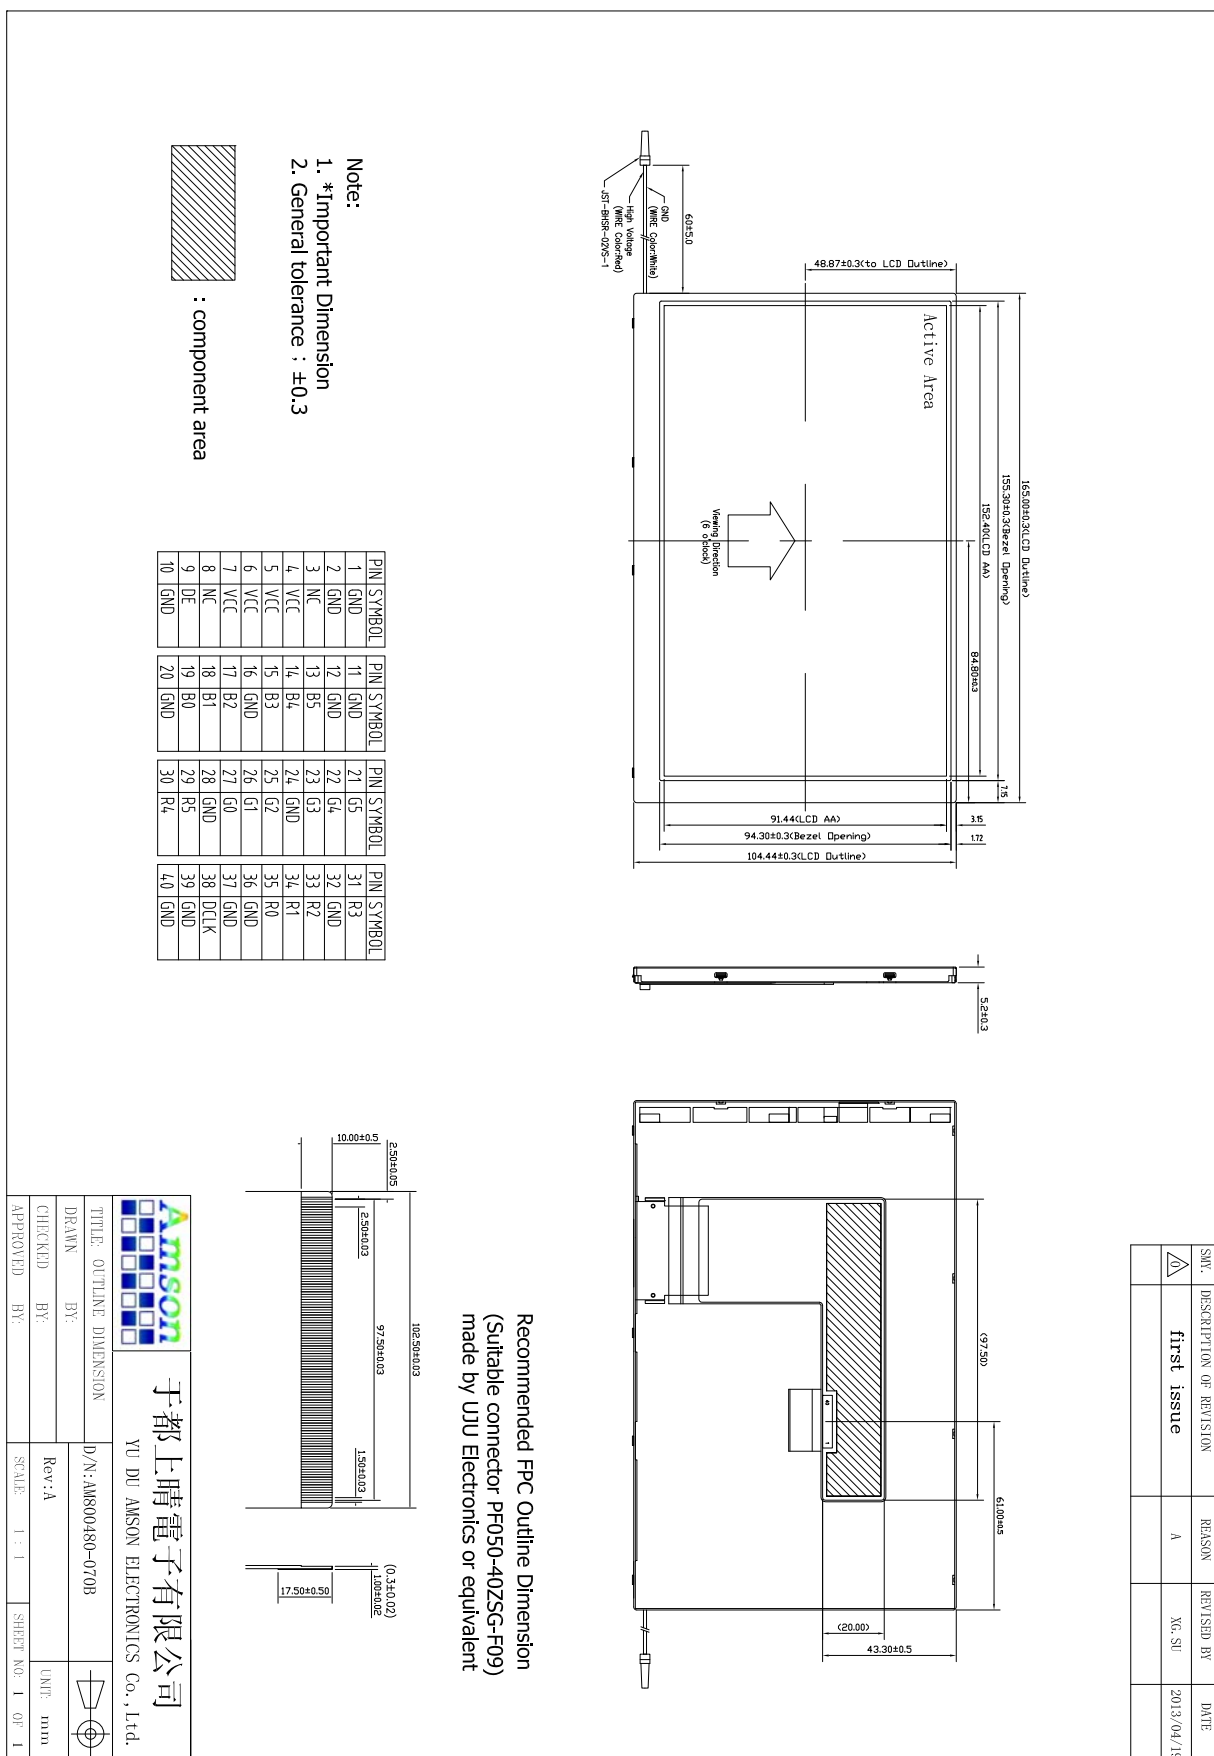 SMY. DESCRIPTION OF REVISION REASON REVISED BY DATE
0 first issue A XG.SU 2013/04/19
165.00±0.3(LCD Outline)
155.30±0.3(Bezel Opening)
152.40(LCD AA)
84.80±0.3
7.15
48.87±0.3(to LCD Outline)
Active Area
60±5.0
GND
(WIRE Color:White)
High Voltage
(WIRE Color:Red)
JST-BHSR-02VS-1
Viewing Direction
(6 o'clock)
91.44(LCD AA)
94.30±0.3(Bezel Opening)
104.44±0.3(LCD Outline)
3.15
1.72
5.2±0.3
(97.50)
61.00±0.5
(20.00)
43.30±0.5
40 1
Note:
1. *Important Dimension
2. General tolerance ; ±0.3
: component area
PIN SYMBOL
1 GND
2 GND
3 NC
4 VCC
5 VCC
6 VCC
7 VCC
8 NC
9 DE
10 GND
PIN SYMBOL
11 GND
12 GND
13 B5
14 B4
15 B3
16 GND
17 B2
18 B1
19 B0
20 GND
PIN SYMBOL
21 G5
22 G4
23 G3
24 GND
25 G2
26 G1
27 G0
28 GND
29 R5
30 R4
PIN SYMBOL
31 R3
32 GND
33 R2
34 R1
35 R0
36 GND
37 GND
38 DCLK
39 GND
40 GND
Recommended FPC Outline Dimension
(Suitable connector PF050-40ZSG-F09)
made by UJU Electronics or equivalent
102.50±0.03
97.50±0.03
2.50±0.05
2.50±0.03
1.50±0.03
10.00±0.5
(0.3±0.02)
1.00±0.02
17.50±0.50
Amson
于都上晴電子有限公司
YU DU AMSON ELECTRONICS Co.,Ltd.
TITLE: OUTLINE DIMENSION
D/N:AM800480-070B
DRAWN BY:
CHECKED BY:
Rev:A
UNIT: mm
APPROVED BY:
SCALE: 1 : 1
SHEET NO: 1 OF 1